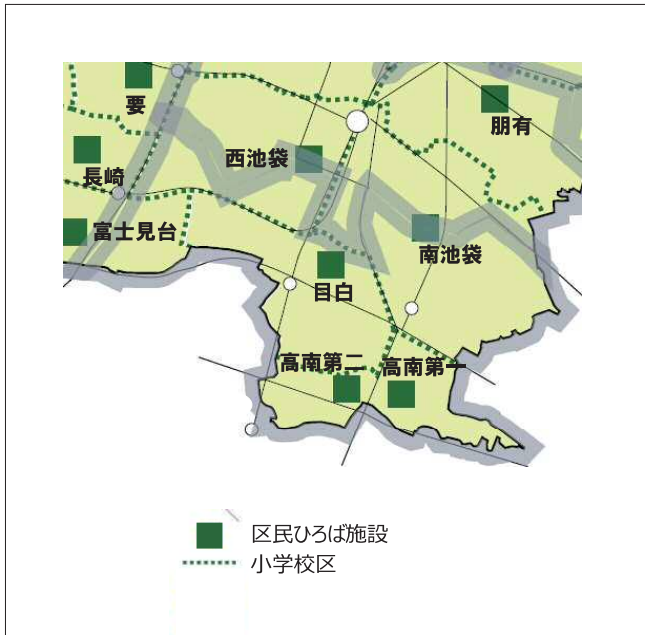 要
朋有
西池袋
長崎
富士見台
南池袋
目白
高南第二
高南第一
区民ひろば施設
小学校区